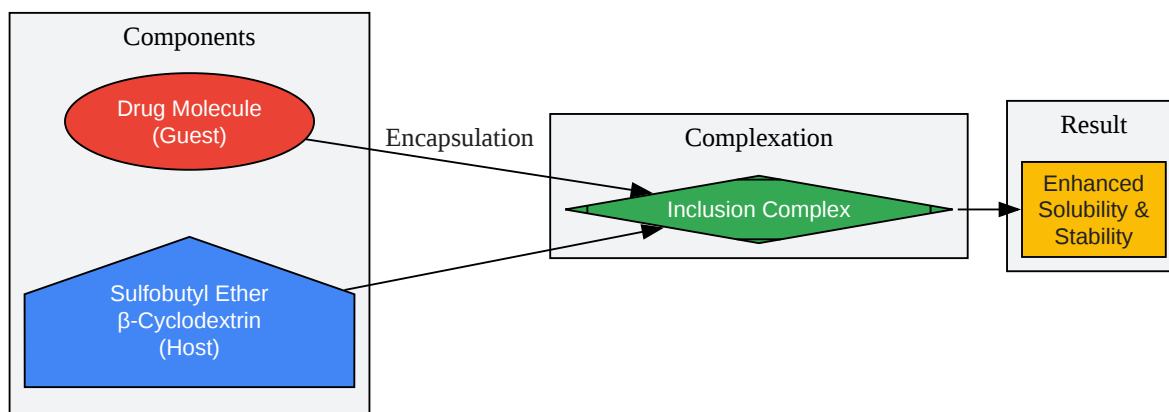 Components
Drug Molecule
(Guest)
Sulfobutyl Ether
β-Cyclodextrin
(Host)
Encapsulation
Complexation
Inclusion Complex
Result
Enhanced
Solubility &
Stability